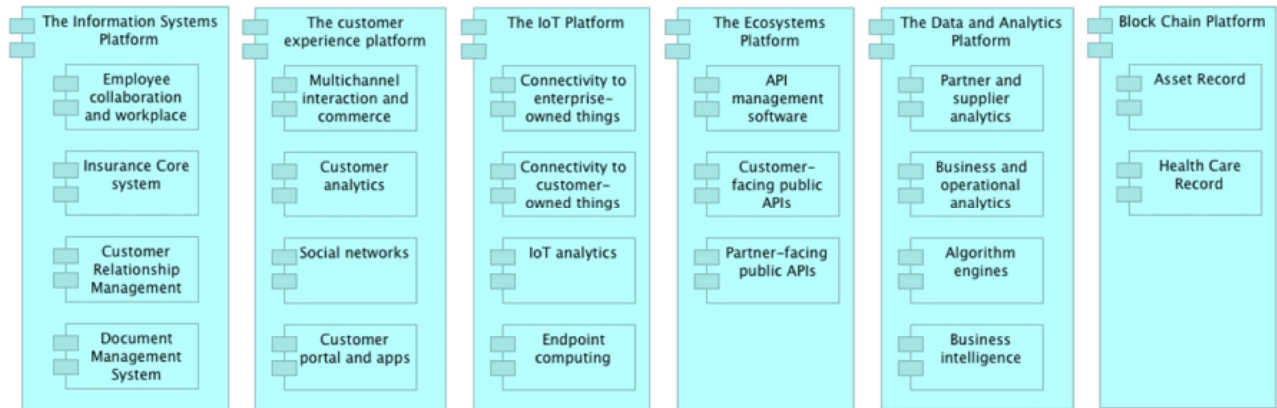 The Information Systems
Platform
Employee
collaboration
and workplace
Insurance Core
system
Customer
Relationship
Management
Document
Management
System
The customer
experience platform
Multichannel
interaction and
commerce
Customer
analytics
Social networks
Customer
portal and apps
The IoT Platform
Connectivity to
enterprise-
owned things
Connectivity to
customer-
owned things
IoT analytics
Endpoint
computing
The Ecosystems
Platform
API
management
software
Customer-
facing public
APIs
Partner-facing
public APIs
The Data and Analytics
Platform
Partner and
supplier
analytics
Business and
operational
analytics
Algorithm
engines
Business
intelligence
Block Chain Platform
Asset Record
Health Care
Record